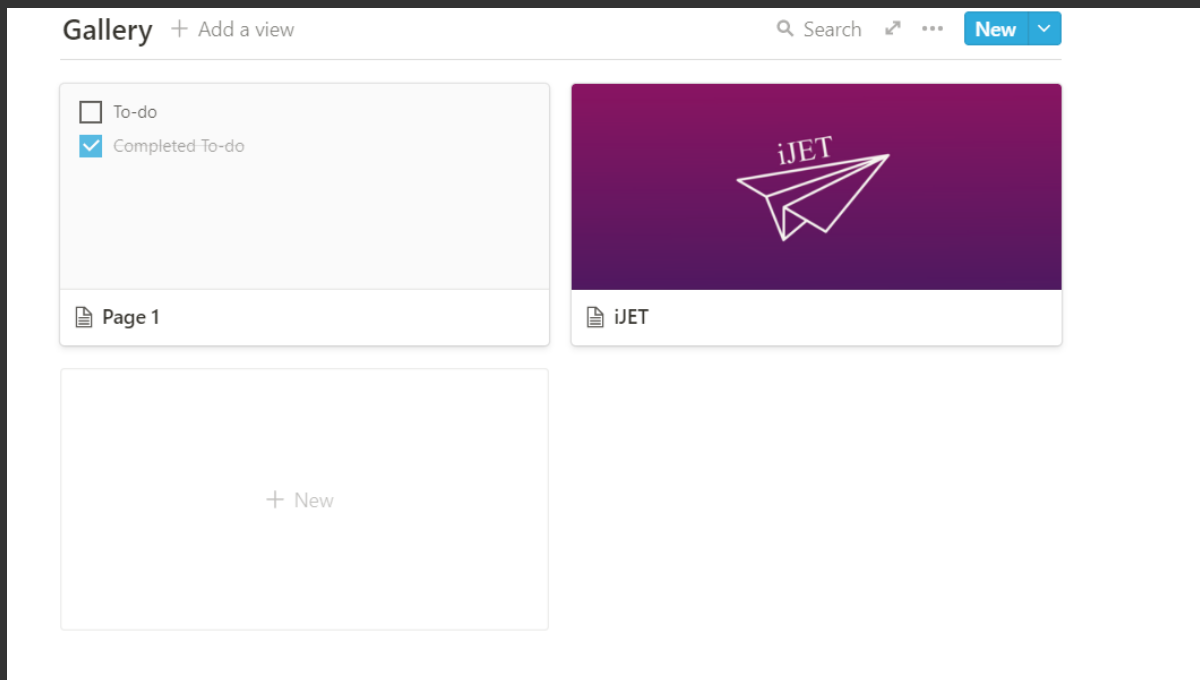 Gallery + Add a view Search ••• New
To-do
Completed To-do
iJET
Page 1
iJET
+ New